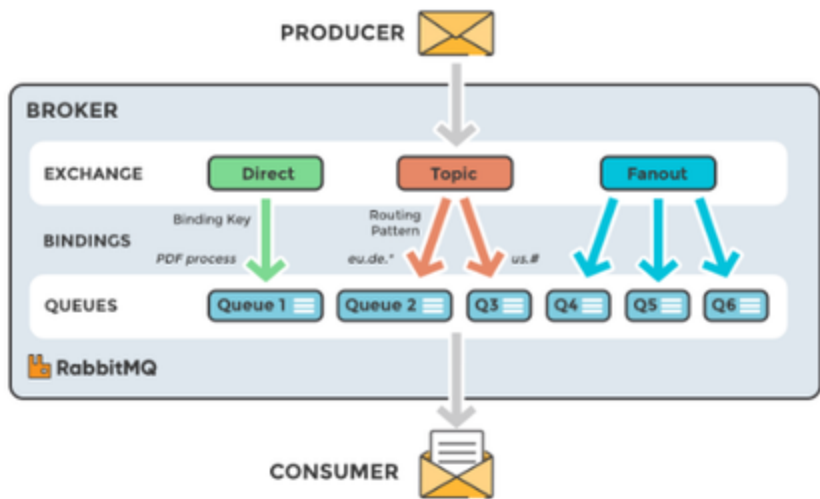 PRODUCER
BROKER
EXCHANGE Direct Topic Fanout
Binding Key Routing
Pattern
BINDINGS
PDF process eu.de.* us.#
QUEUES Queue 1 Queue 2 Q3 Q4 Q5 Q6
RabbitMQ
CONSUMER